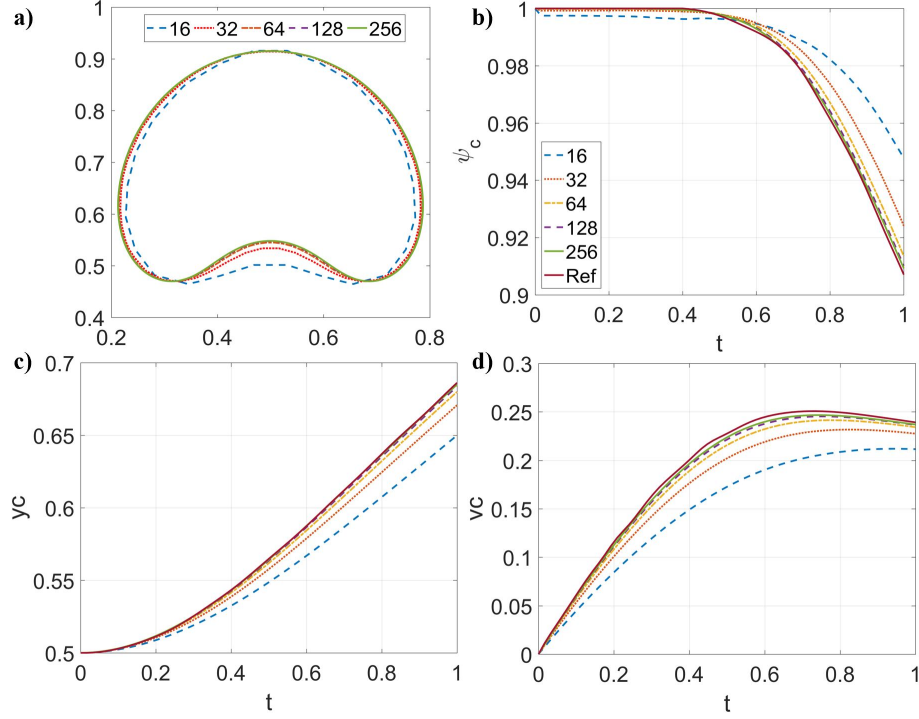 a)
16 32 64 128 256
1
0.9
0.8
0.7
0.6
0.5
0.4
0.2 0.4 0.6 0.8
b)
1
0.98
0.96
0.94
0.92
0.9
ψc
16
32
64
128
256
Ref
0 0.2 0.4 0.6 0.8 1
t
c)
0.7
0.65
0.6
0.55
0.5
yc
0 0.2 0.4 0.6 0.8 1
t
d)
0.3
0.25
0.2
0.15
0.1
0.05
0
vc
0 0.2 0.4 0.6 0.8 1
t